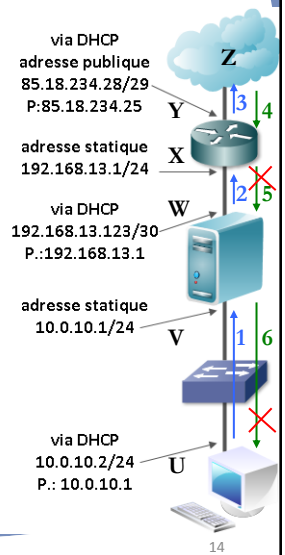 via DHCP
adresse publique
85.18.234.28/29
P:85.18.234.25
Z
3
4
Y
adresse statique
192.168.13.1/24
X
2
5
via DHCP
192.168.13.123/30
P.:192.168.13.1
W
adresse statique
10.0.10.1/24
V
1
6
via DHCP
10.0.10.2/24
P.: 10.0.10.1
U
14